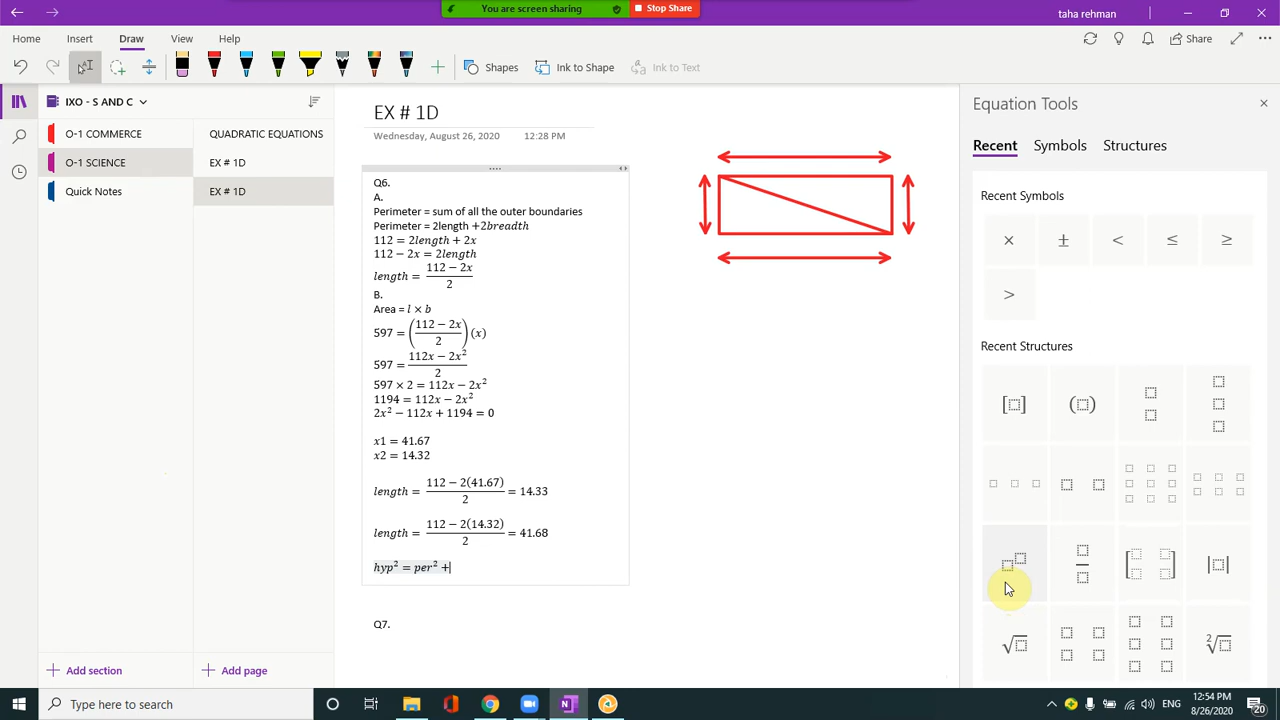 You are screen sharing
Stop Share
taha rehman
Home Insert Draw View Help
Share
Shapes
Ink to Shape
Ink to Text
IXO - S AND C
O-1 COMMERCE
O-1 SCIENCE
Quick Notes
QUADRATIC EQUATIONS
EX # 1D
EX # 1D
Add section
Add page
EX # 1D
Wednesday, August 26, 2020 12:28 PM
Q6.
A.
Perimeter = sum of all the outer boundaries
Perimeter = 2length +2breadth
112 = 2length + 2x
112 − 2x = 2length
length = (112 − 2x)/2
B.
Area = l × b
597 = ((112 − 2x)/2)(x)
597 = (112x − 2x²)/2
597 × 2 = 112x − 2x²
1194 = 112x − 2x²
2x² − 112x + 1194 = 0
x1 = 41.67
x2 = 14.32
length = (112 − 2(41.67))/2 = 14.33
length = (112 − 2(14.32))/2 = 41.68
hyp² = per² +
Q7.
Equation Tools
Recent Symbols Structures
Recent Symbols
× ± < ≤ ≥
>
Recent Structures
Type here to search
12:54 PM
8/26/2020
20